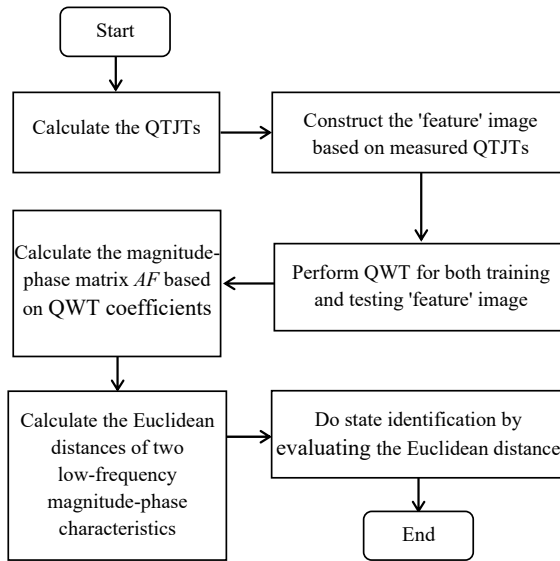 Start
Calculate the QTJTs
Construct the 'feature' image
based on measured QTJTs
Perform QWT for both training
and testing 'feature' image
Calculate the magnitude-
phase matrix AF based
on QWT coefficients
Calculate the Euclidean
distances of two
low-frequency
magnitude-phase
characteristics
Do state identification by
evaluating the Euclidean distance
End